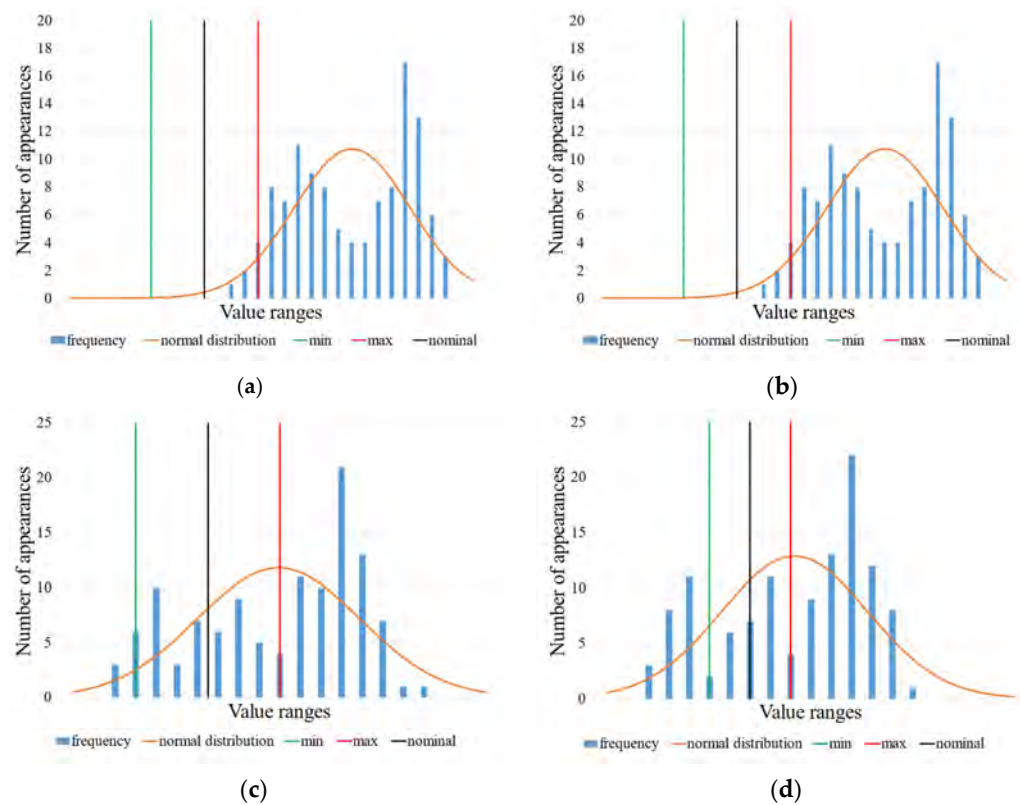 20
18
16
14
12
10
8
6
4
2
0
Number of appearances
Value ranges
frequency normal distribution min max nominal
(a)
20
18
16
14
12
10
8
6
4
2
0
Number of appearances
Value ranges
frequency normal distribution min max nominal
(b)
25
20
15
10
5
0
Number of appearances
Value ranges
frequency normal distribution min max nominal
(c)
25
20
15
10
5
0
Number of appearances
Value ranges
frequency normal distribution min max nominal
(d)